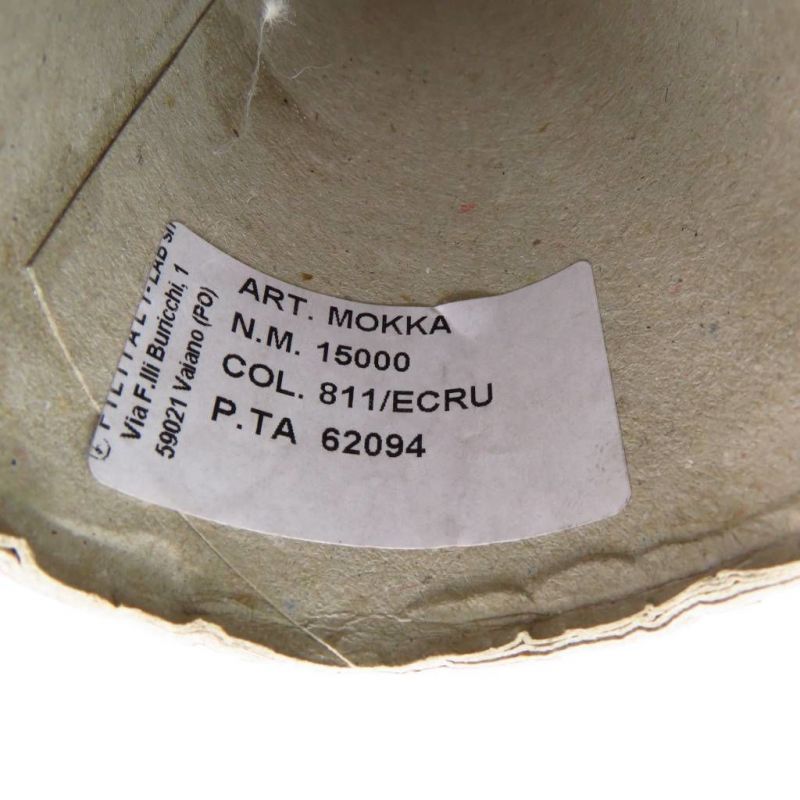 Via F.lli Buricchi, 1
59021 Vaiano (PO)
ART. MOKKA
N.M. 15000
COL. 811/ECRU
P.TA 62094